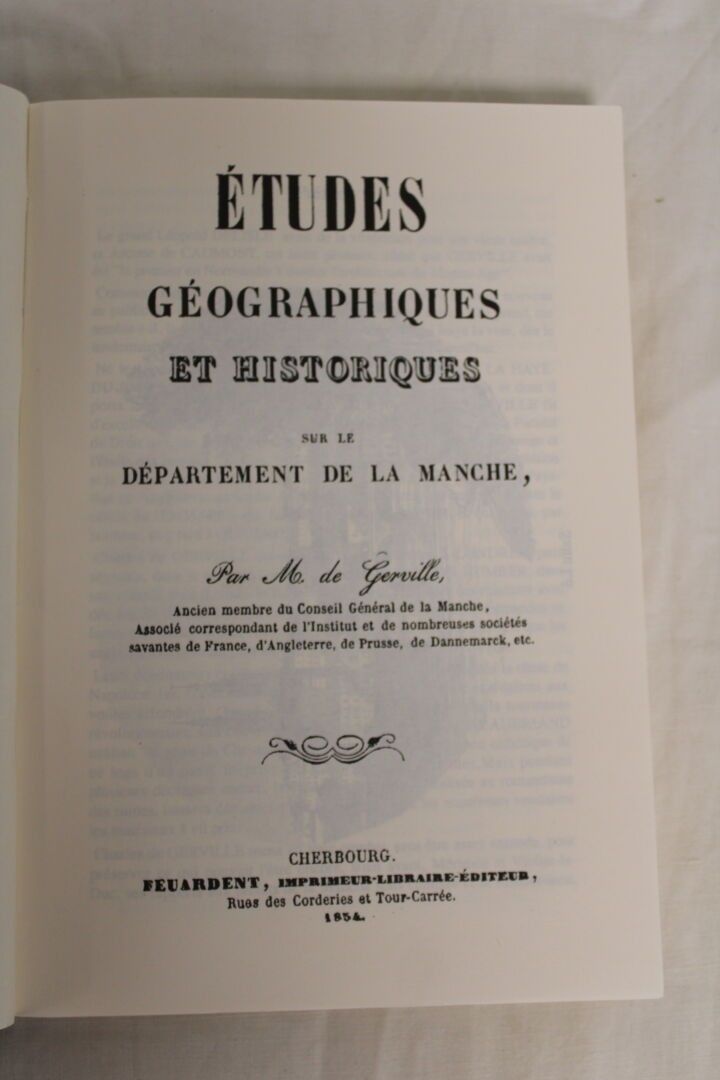 ÉTUDES
GÉOGRAPHIQUES
ET HISTORIQUES
SUR LE
DÉPARTEMENT DE LA MANCHE,
Par M. de Gerville,
Ancien membre du Conseil Général de la Manche,
Associé correspondant de l'Institut et de nombreuses sociétés
savantes de France, d'Angleterre, de Prusse, de Dannemarck, etc.
CHERBOURG.
FEUARDENT, IMPRIMEUR-LIBRAIRE-ÉDITEUR,
Rues des Corderies et Tour-Carrée.
1854.